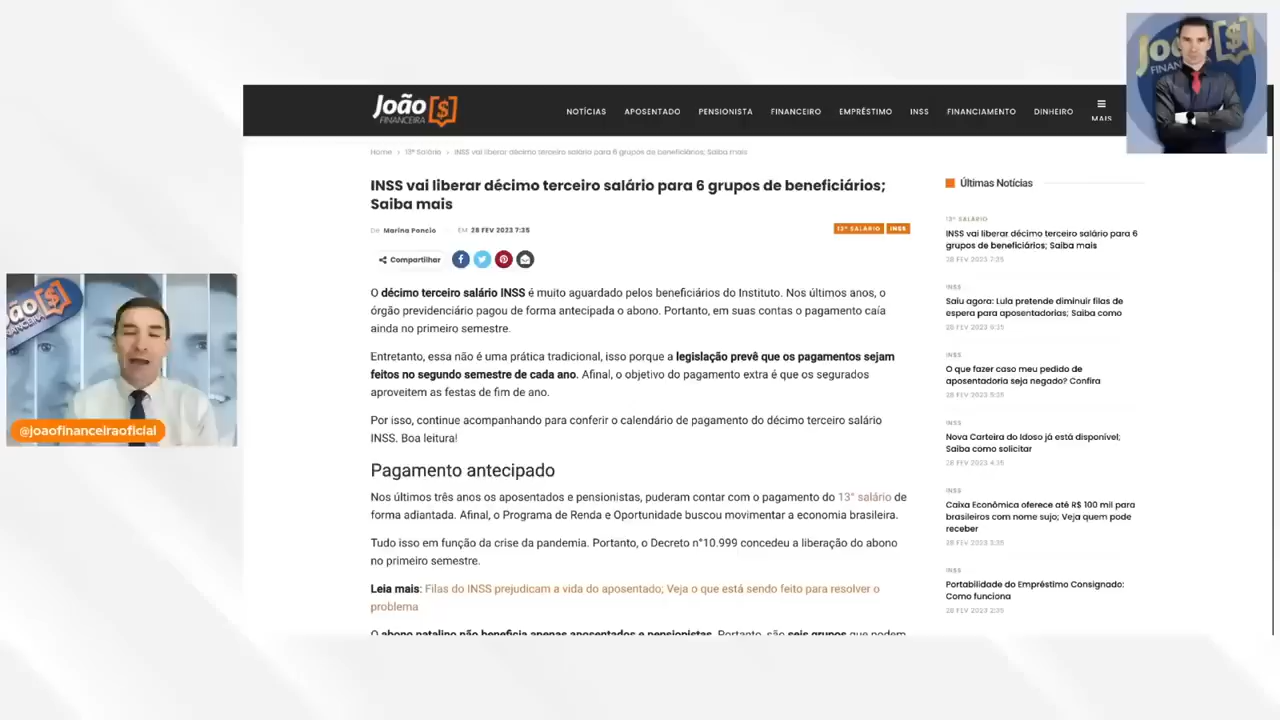 João[$]
FINANCEIRA
NOTÍCIAS APOSENTADO PENSIONISTA FINANCEIRO EMPRÉSTIMO INSS FINANCIAMENTO DINHEIRO MAIS
Home › 13º Salário › INSS vai liberar décimo terceiro salário para 6 grupos de beneficiários; Saiba mais
INSS vai liberar décimo terceiro salário para 6 grupos de beneficiários;
Saiba mais
De Marina Poncio EM 28 FEV 2023 7:35
13º SALÁRIO INSS
Compartilhar
O décimo terceiro salário INSS é muito aguardado pelos beneficiários do Instituto. Nos últimos anos, o
órgão previdenciário pagou de forma antecipada o abono. Portanto, em suas contas o pagamento caía
ainda no primeiro semestre.
Entretanto, essa não é uma prática tradicional, isso porque a legislação prevê que os pagamentos sejam
feitos no segundo semestre de cada ano. Afinal, o objetivo do pagamento extra é que os segurados
aproveitem as festas de fim de ano.
Por isso, continue acompanhando para conferir o calendário de pagamento do décimo terceiro salário
INSS. Boa leitura!
Pagamento antecipado
Nos últimos três anos os aposentados e pensionistas, puderam contar com o pagamento do 13° salário de
forma adiantada. Afinal, o Programa de Renda e Oportunidade buscou movimentar a economia brasileira.
Tudo isso em função da crise da pandemia. Portanto, o Decreto n°10.999 concedeu a liberação do abono
no primeiro semestre.
Leia mais: Filas do INSS prejudicam a vida do aposentado; Veja o que está sendo feito para resolver o
problema
O abono natalino não beneficia apenas aposentados e pensionistas. Portanto, são seis grupos que podem
Últimas Notícias
13º SALÁRIO
INSS vai liberar décimo terceiro salário para 6
grupos de beneficiários; Saiba mais
28 FEV 2023 7:35
INSS
Saiu agora: Lula pretende diminuir filas de
espera para aposentadorias; Saiba como
28 FEV 2023
INSS
O que fazer caso meu pedido de
aposentadoria seja negado? Confira
28 FEV 2023
INSS
Nova Carteira do Idoso já está disponível;
Saiba como solicitar
28 FEV 2023 4:35
INSS
Caixa Econômica oferece até R$ 100 mil para
brasileiros com nome sujo; Veja quem pode
receber
28 FEV 2023 3:35
INSS
Portabilidade do Empréstimo Consignado:
Como funciona
28 FEV 2023 2:35
@joaofinanceiraoficial